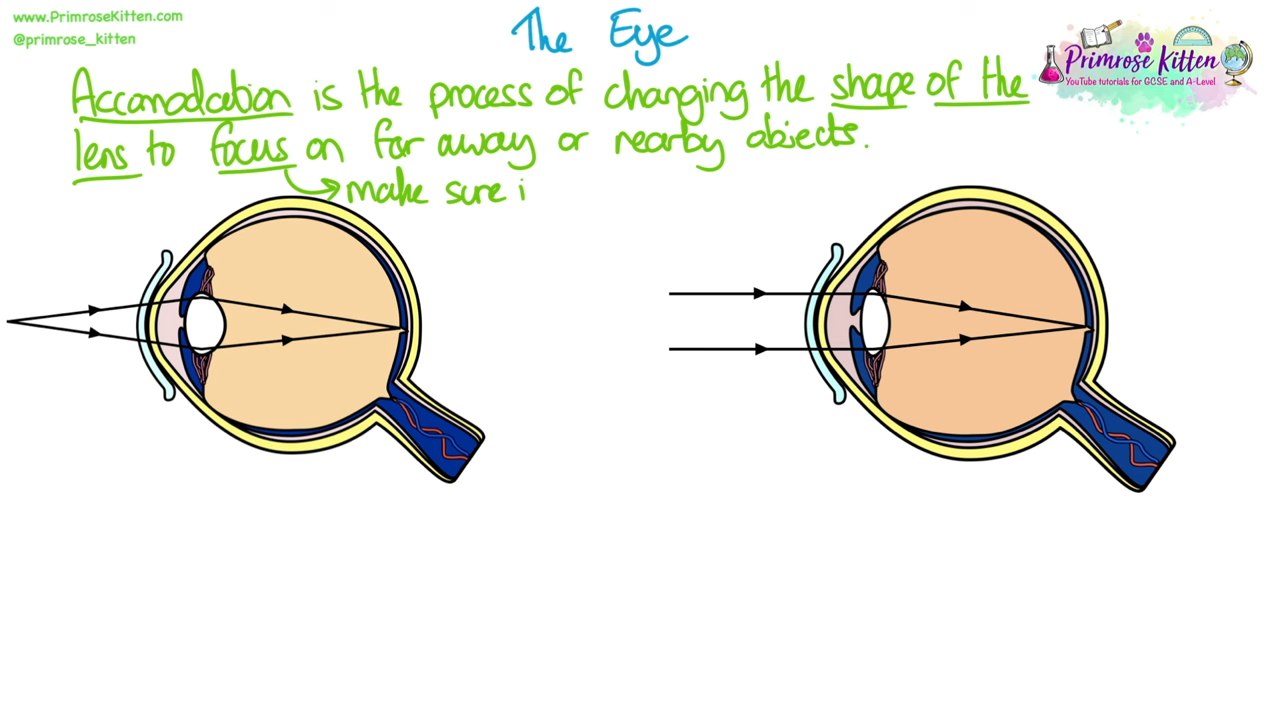 www.PrimroseKitten.com
@primrose_kitten
The Eye
Primrose Kitten
YouTube tutorials for GCSE and A-Level
Accomodcation is the process of changing the shape of the
lens to focus on far away or nearby objects.
make sure i